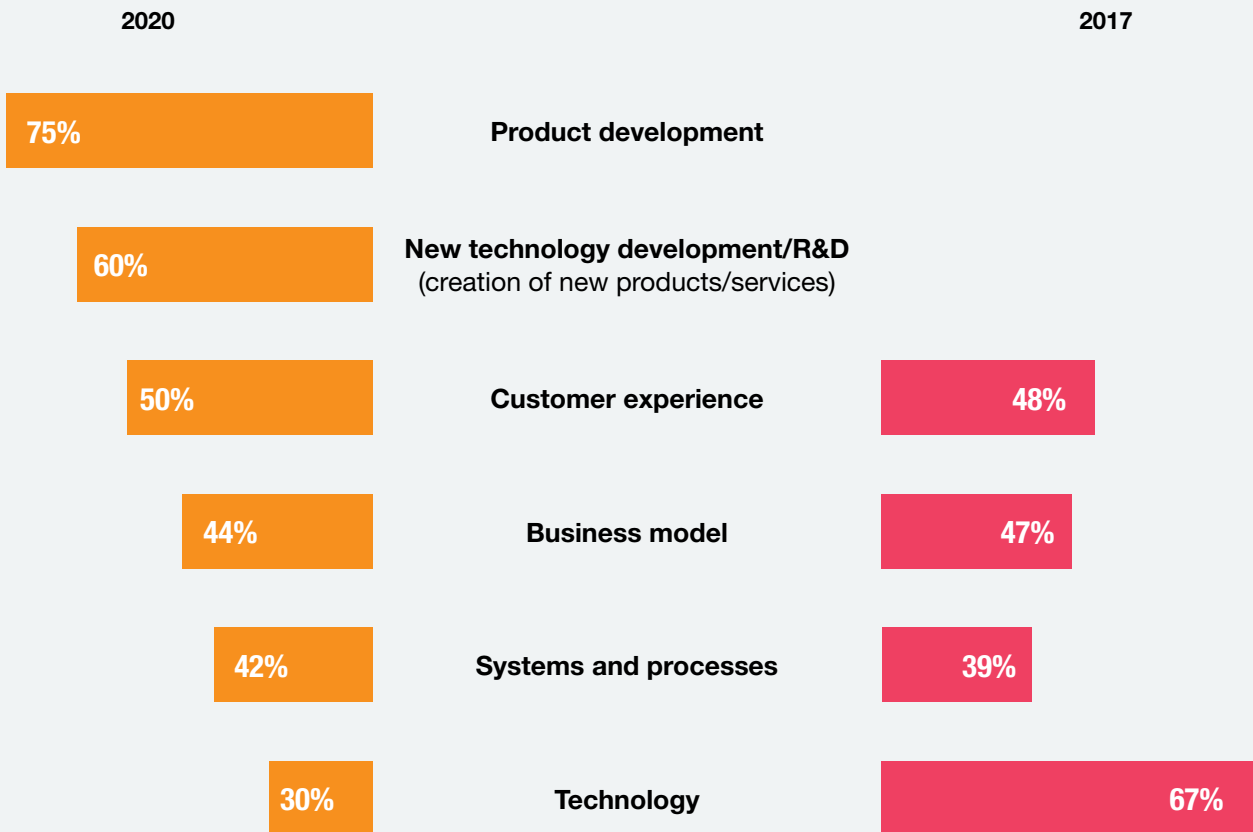 2020
2017
75%
Product development
60%
New technology development/R&D
(creation of new products/services)
50%
Customer experience
48%
44%
Business model
47%
42%
Systems and processes
39%
30%
Technology
67%